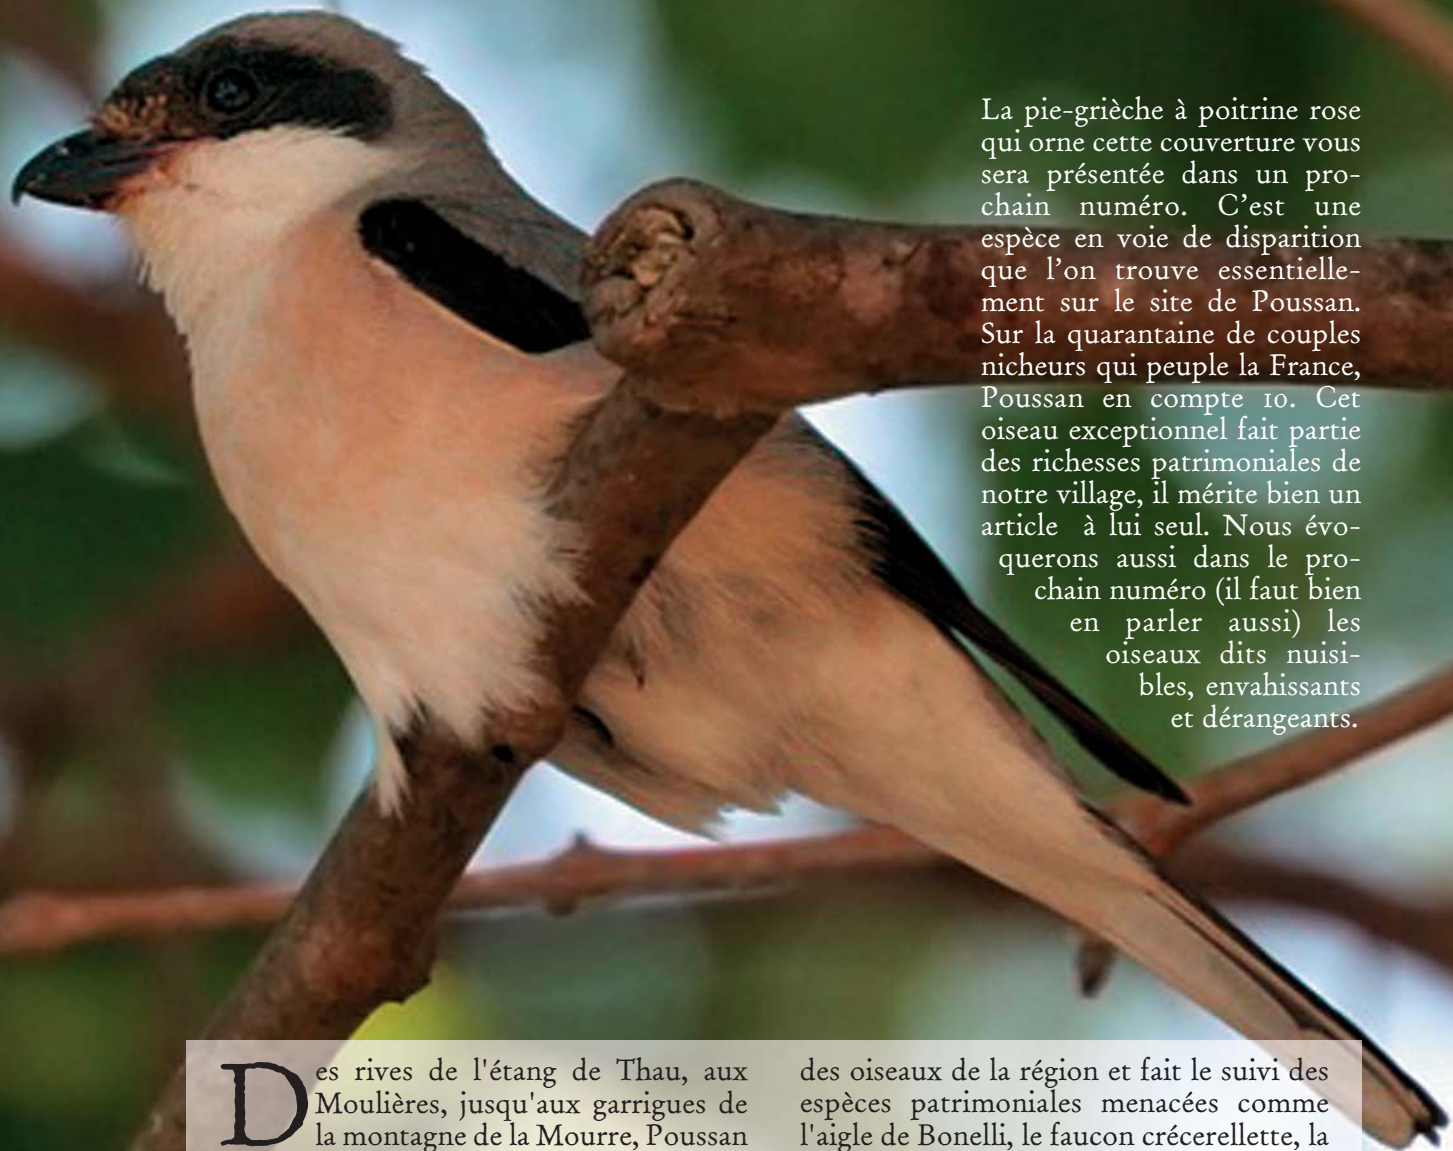 La pie-grièche à poitrine rose
qui orne cette couverture vous
sera présentée dans un pro-
chain numéro. C'est une
espèce en voie de disparition
que l'on trouve essentielle-
ment sur le site de Poussan.
Sur la quarantaine de couples
nicheurs qui peuple la France,
Poussan en compte 10. Cet
oiseau exceptionnel fait partie
des richesses patrimoniales de
notre village, il mérite bien un
article à lui seul. Nous évo-
querons aussi dans le pro-
chain numéro (il faut bien
en parler aussi) les
oiseaux dits nuisi-
bles, envahissants
et dérangeants.
Des rives de l'étang de Thau, aux
Moulières, jusqu'aux garrigues de
la montagne de la Mourre, Poussan
des oiseaux de la région et fait le suivi des
espèces patrimoniales menacées comme
l'aigle de Bonelli, le faucon crécerellette, la